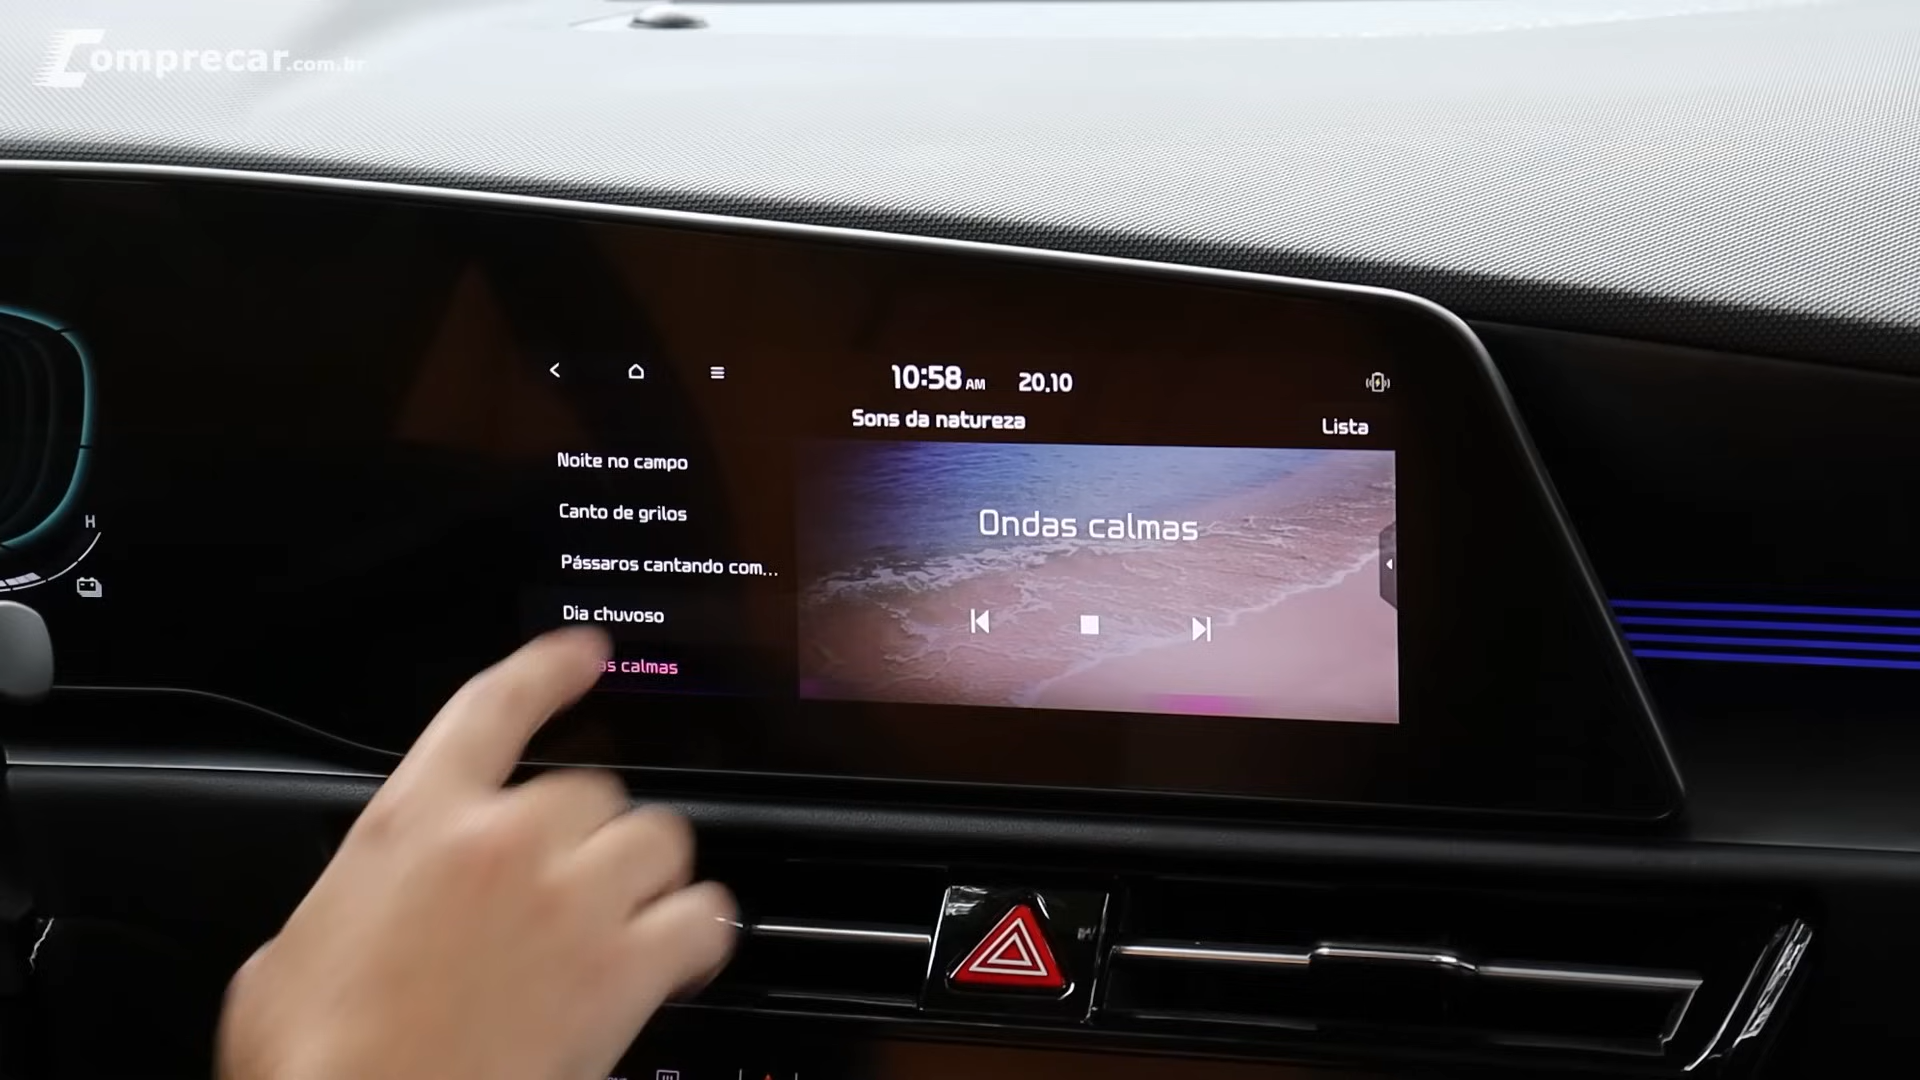 Comprecar.com.br
10:58 AM 20.10
Sons da natureza
Lista
Noite no campo
Canto de grilos
Pássaros cantando com...
Dia chuvoso
calmas
Ondas calmas
H